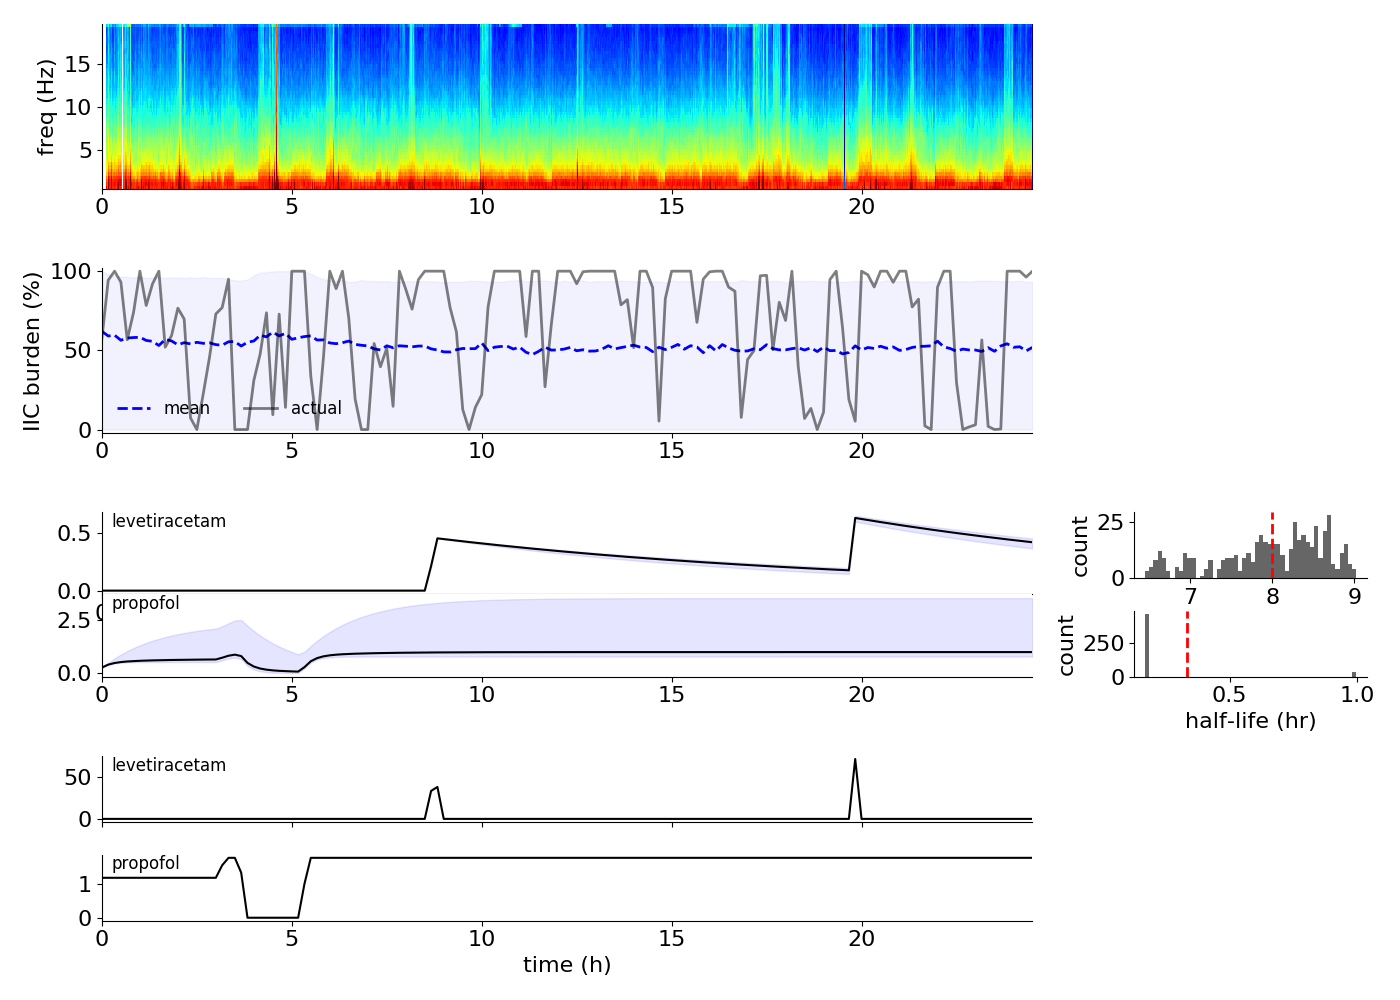 freq (Hz)
15
10
5
0 5 10 15 20
IIC burden (%)
100
50
0
mean actual
0 5 10 15 20
levetiracetam
0.5
0.0
count
25
0
7 8 9
0
propofol
2.5
0.0
0 5 10 15 20
count
250
0
0.5 1.0
half-life (hr)
levetiracetam
50
0
propofol
1
0
0 5 10 15 20
time (h)